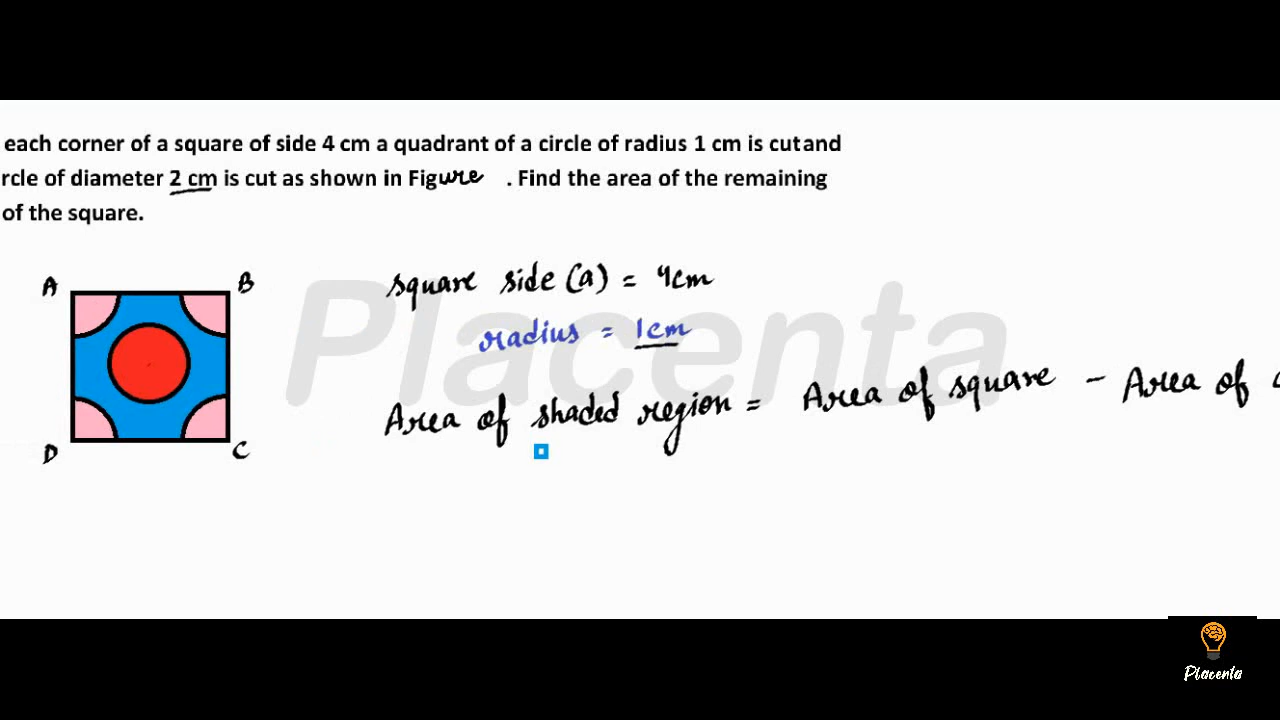 each corner of a square of side 4 cm a quadrant of a circle of radius 1 cm is cut and
rcle of diameter 2 cm is cut as shown in Figure . Find the area of the remaining
of the square.
A B
square side (a) = 4cm
radius = 1cm
Area of shaded region = Area of square - Area of
D C
Placenta
Placenta